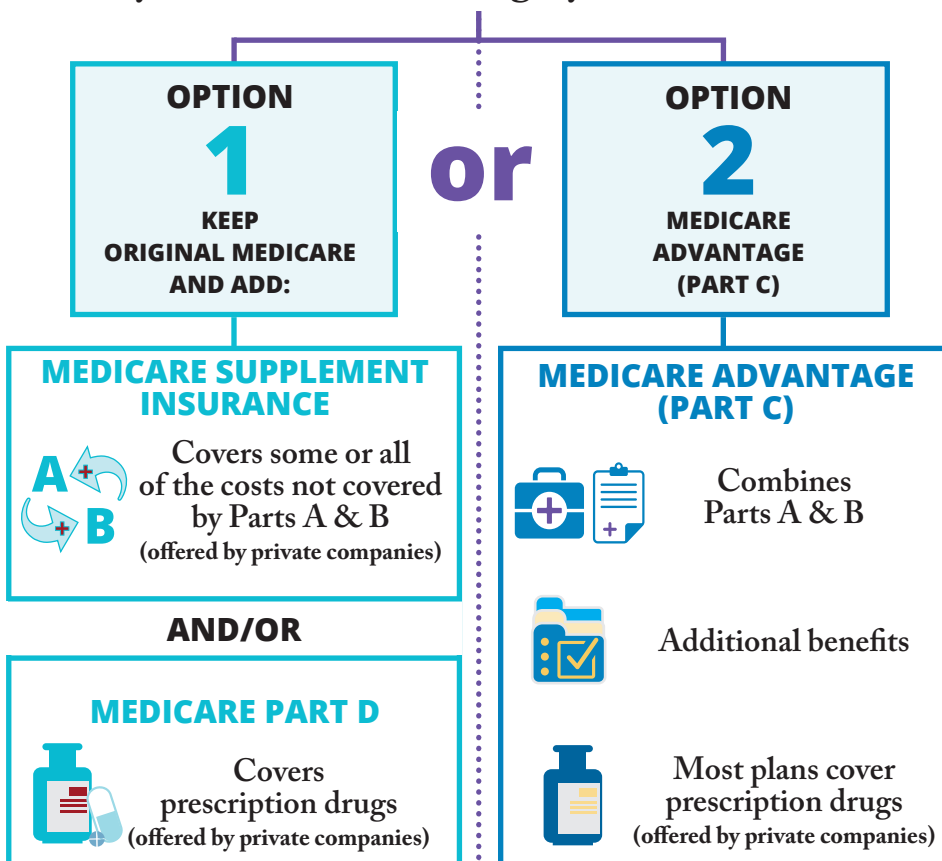 OPTION
1
KEEP
ORIGINAL MEDICARE
AND ADD:
or
OPTION
2
MEDICARE
ADVANTAGE
(PART C)
MEDICARE SUPPLEMENT
INSURANCE
A
B
Covers some or all
of the costs not covered
by Parts A & B
(offered by private companies)
AND/OR
MEDICARE PART D
Covers
prescription drugs
(offered by private companies)
MEDICARE ADVANTAGE
(PART C)
Combines
Parts A & B
Additional benefits
Most plans cover
prescription drugs
(offered by private companies)